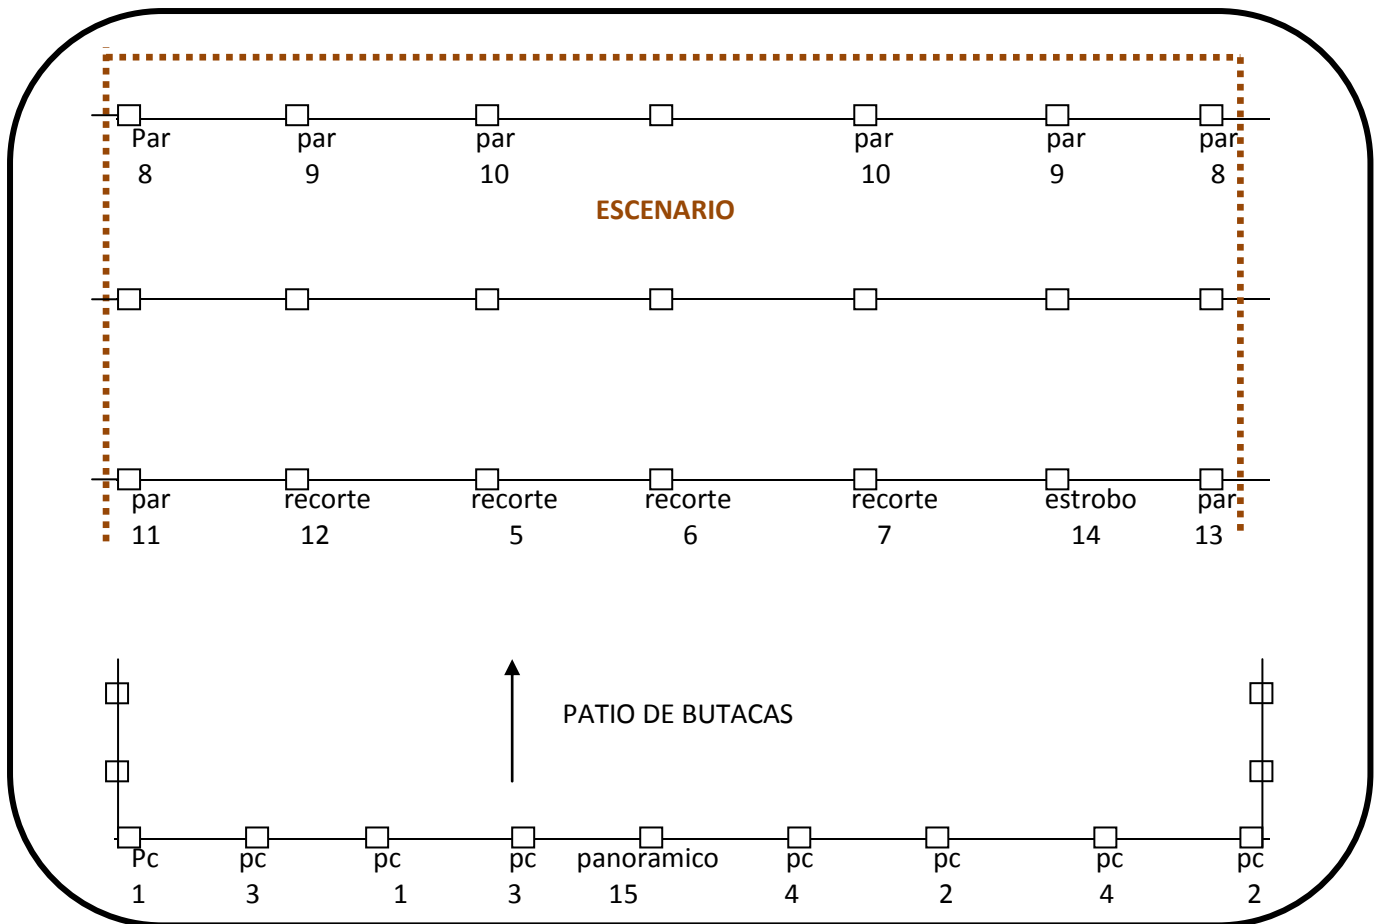 Par par par par par par
8 9 10 10 9 8
ESCENARIO
par recorte recorte recorte recorte estrobo par
11 12 5 6 7 14 13
PATIO DE BUTACAS
Pc pc pc pc panoramico pc pc pc pc
1 3 1 3 15 4 2 4 2